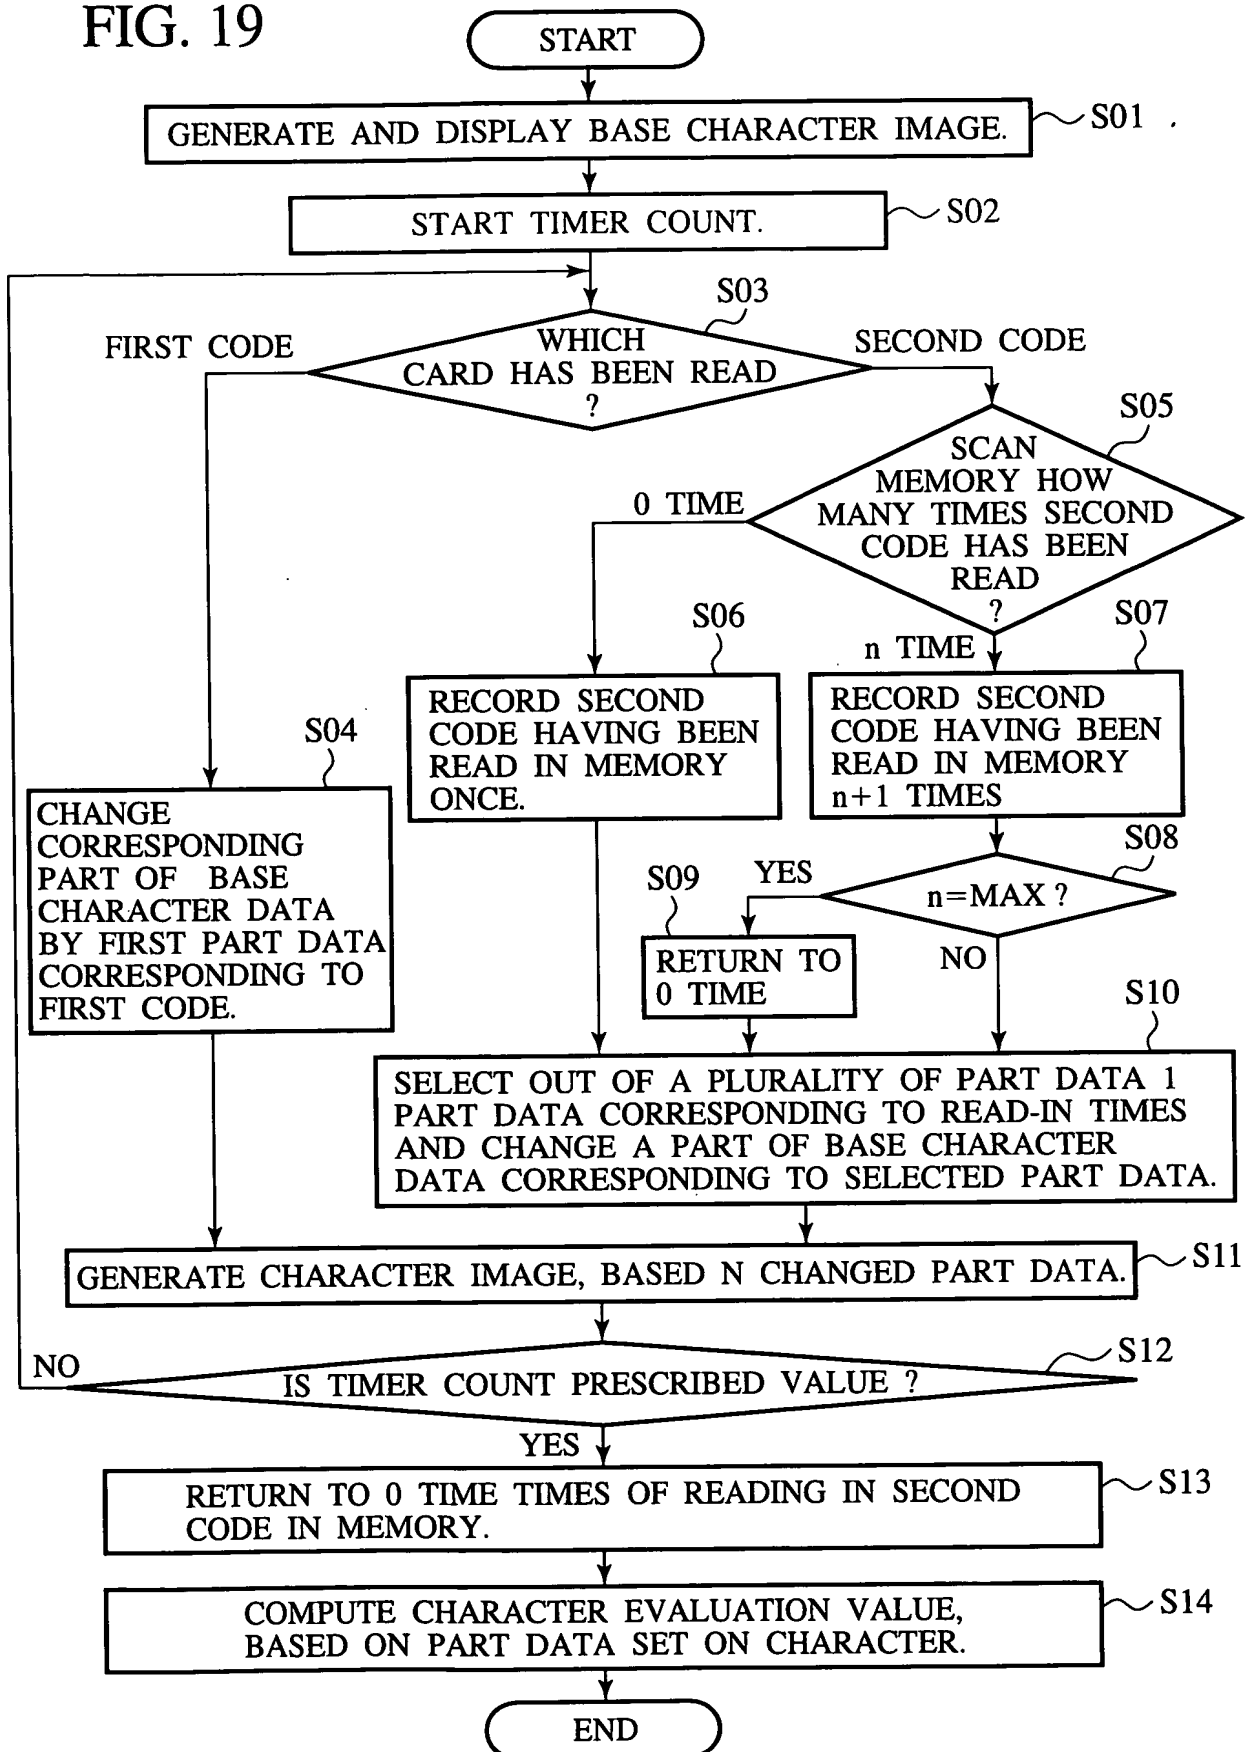 FIG. 19
START
GENERATE AND DISPLAY BASE CHARACTER IMAGE.
S01
START TIMER COUNT.
S02
S03
FIRST CODE
WHICH
CARD HAS BEEN READ
?
SECOND CODE
S05
SCAN
MEMORY HOW
MANY TIMES SECOND
CODE HAS BEEN
READ
?
0 TIME
n TIME
S06
RECORD SECOND
CODE HAVING BEEN
READ IN MEMORY
ONCE.
S07
RECORD SECOND
CODE HAVING BEEN
READ IN MEMORY
n+1 TIMES
S04
CHANGE
CORRESPONDING
PART OF BASE
CHARACTER DATA
BY FIRST PART DATA
CORRESPONDING TO
FIRST CODE.
S08
n=MAX ?
YES
NO
S09
RETURN TO
0 TIME
S10
SELECT OUT OF A PLURALITY OF PART DATA 1
PART DATA CORRESPONDING TO READ-IN TIMES
AND CHANGE A PART OF BASE CHARACTER
DATA CORRESPONDING TO SELECTED PART DATA.
S11
GENERATE CHARACTER IMAGE, BASED N CHANGED PART DATA.
S12
NO
IS TIMER COUNT PRESCRIBED VALUE ?
YES
RETURN TO 0 TIME TIMES OF READING IN SECOND
CODE IN MEMORY.
S13
COMPUTE CHARACTER EVALUATION VALUE,
BASED ON PART DATA SET ON CHARACTER.
S14
END